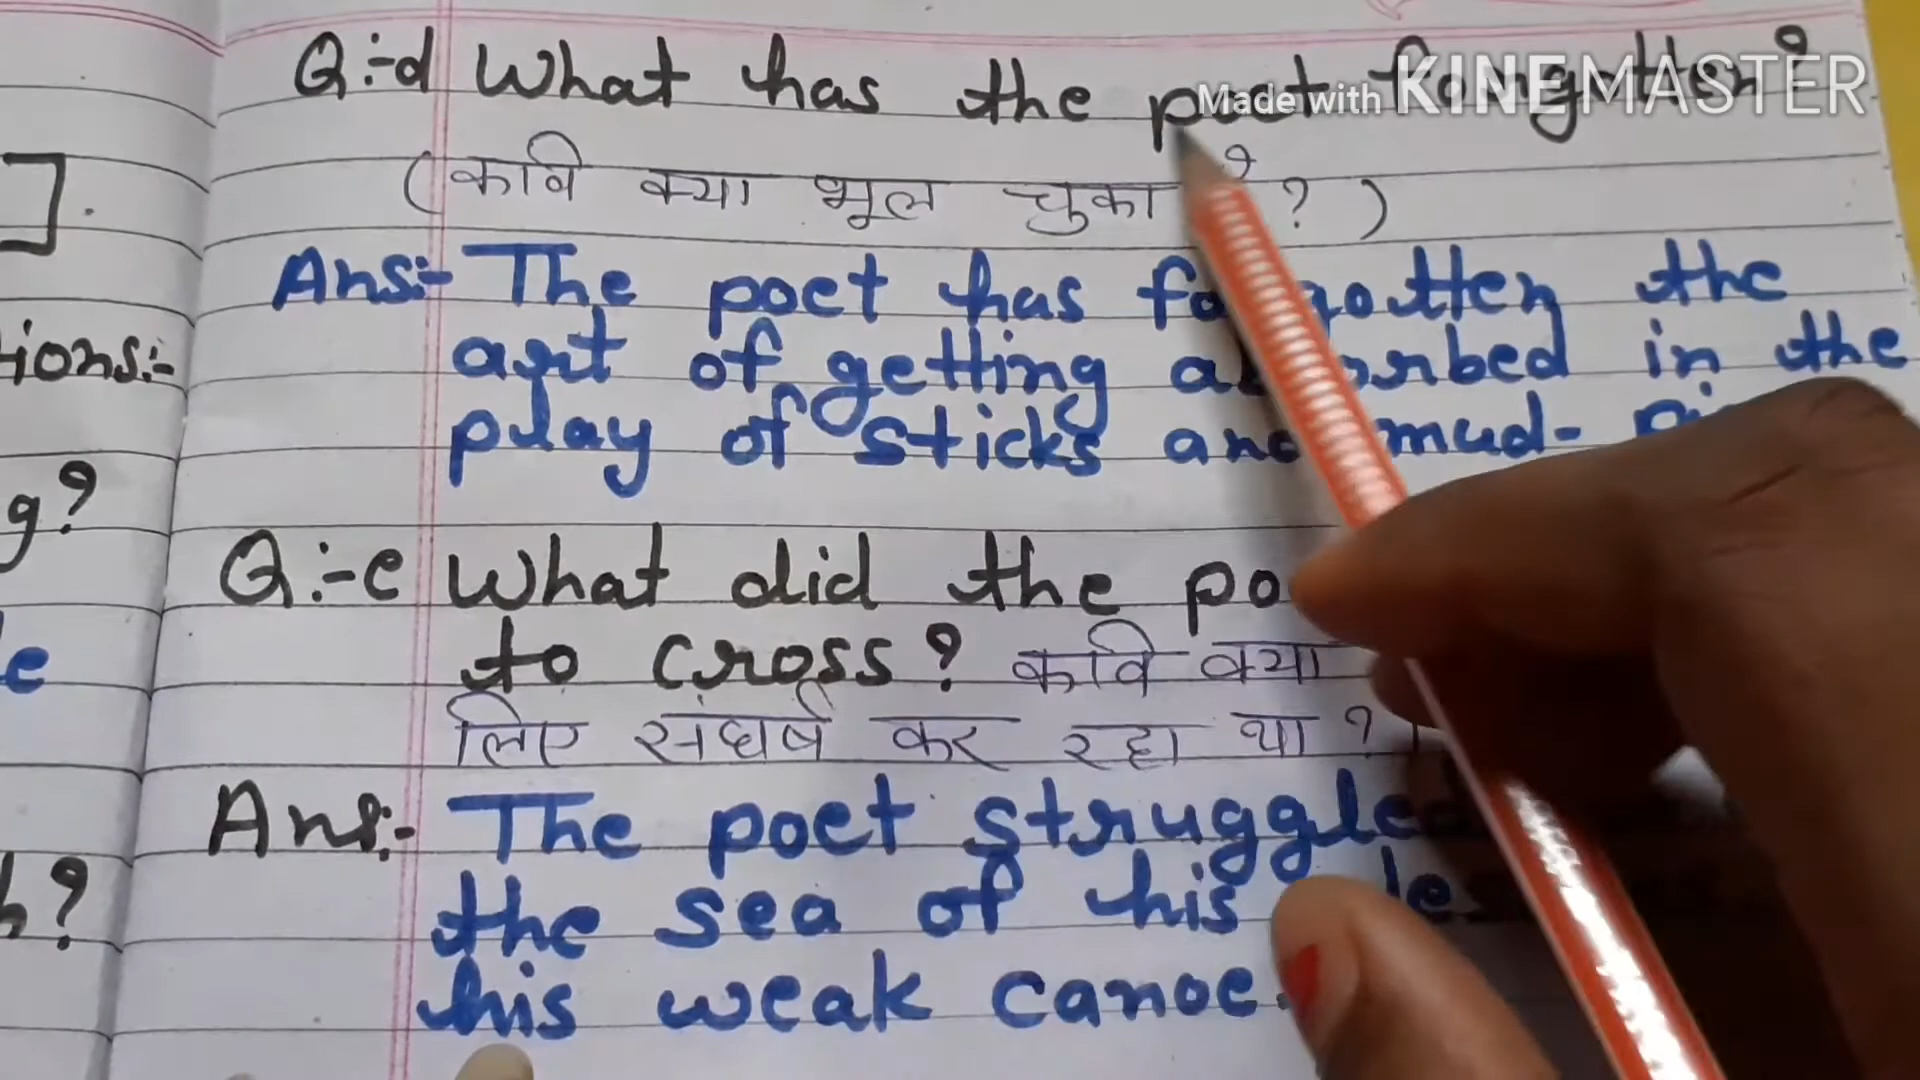 Q:-d What has the poet forgotten?
Made with KINEMASTER
(कवि क्या भूल चुका ?)
].
Ans:- The poet has forgotten the
art of getting absorbed in the
tions:-
play of sticks and mud-
g?
Q:-e What did the
to cross? कवि क्या
e
लिए संघर्ष कर रहा था?
Ans:- The poet struggled
h?
the sea of his
his weak canoe.